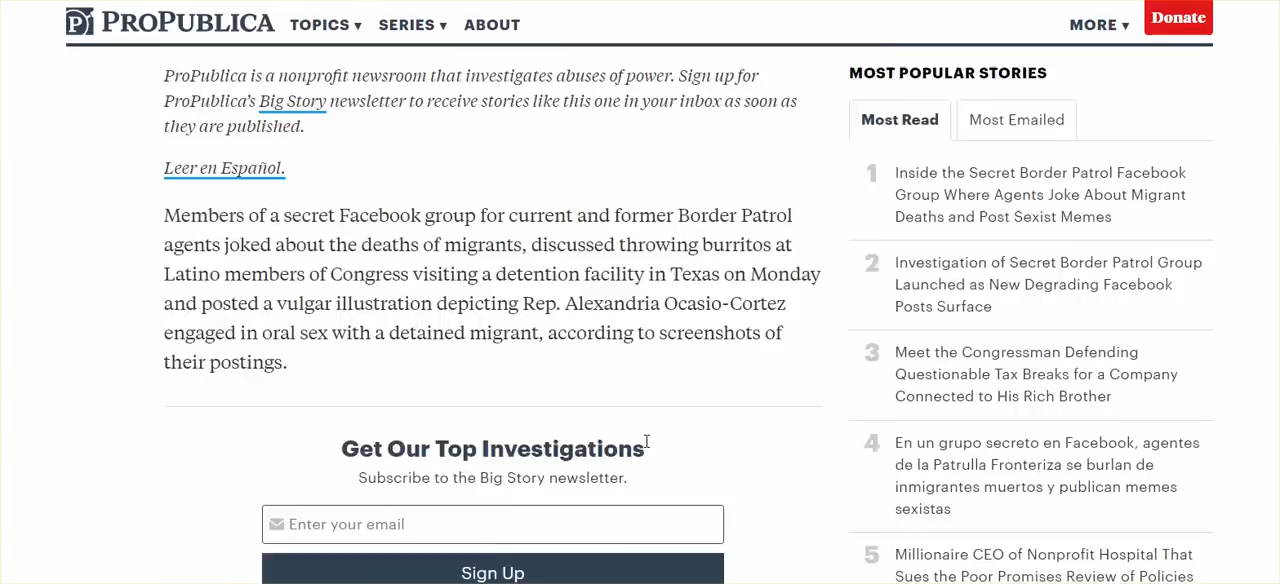 PROPUBLICA TOPICS ▾ SERIES ▾ ABOUT MORE ▾ Donate
ProPublica is a nonprofit newsroom that investigates abuses of power. Sign up for
ProPublica's Big Story newsletter to receive stories like this one in your inbox as soon as
they are published.
Leer en Español.
Members of a secret Facebook group for current and former Border Patrol
agents joked about the deaths of migrants, discussed throwing burritos at
Latino members of Congress visiting a detention facility in Texas on Monday
and posted a vulgar illustration depicting Rep. Alexandria Ocasio-Cortez
engaged in oral sex with a detained migrant, according to screenshots of
their postings.
Get Our Top Investigations
Subscribe to the Big Story newsletter.
Enter your email
Sign Up
MOST POPULAR STORIES
Most Read Most Emailed
1 Inside the Secret Border Patrol Facebook
Group Where Agents Joke About Migrant
Deaths and Post Sexist Memes
2 Investigation of Secret Border Patrol Group
Launched as New Degrading Facebook
Posts Surface
3 Meet the Congressman Defending
Questionable Tax Breaks for a Company
Connected to His Rich Brother
4 En un grupo secreto en Facebook, agentes
de la Patrulla Fronteriza se burlan de
inmigrantes muertos y publican memes
sexistas
5 Millionaire CEO of Nonprofit Hospital That
Sues the Poor Promises Review of Policies